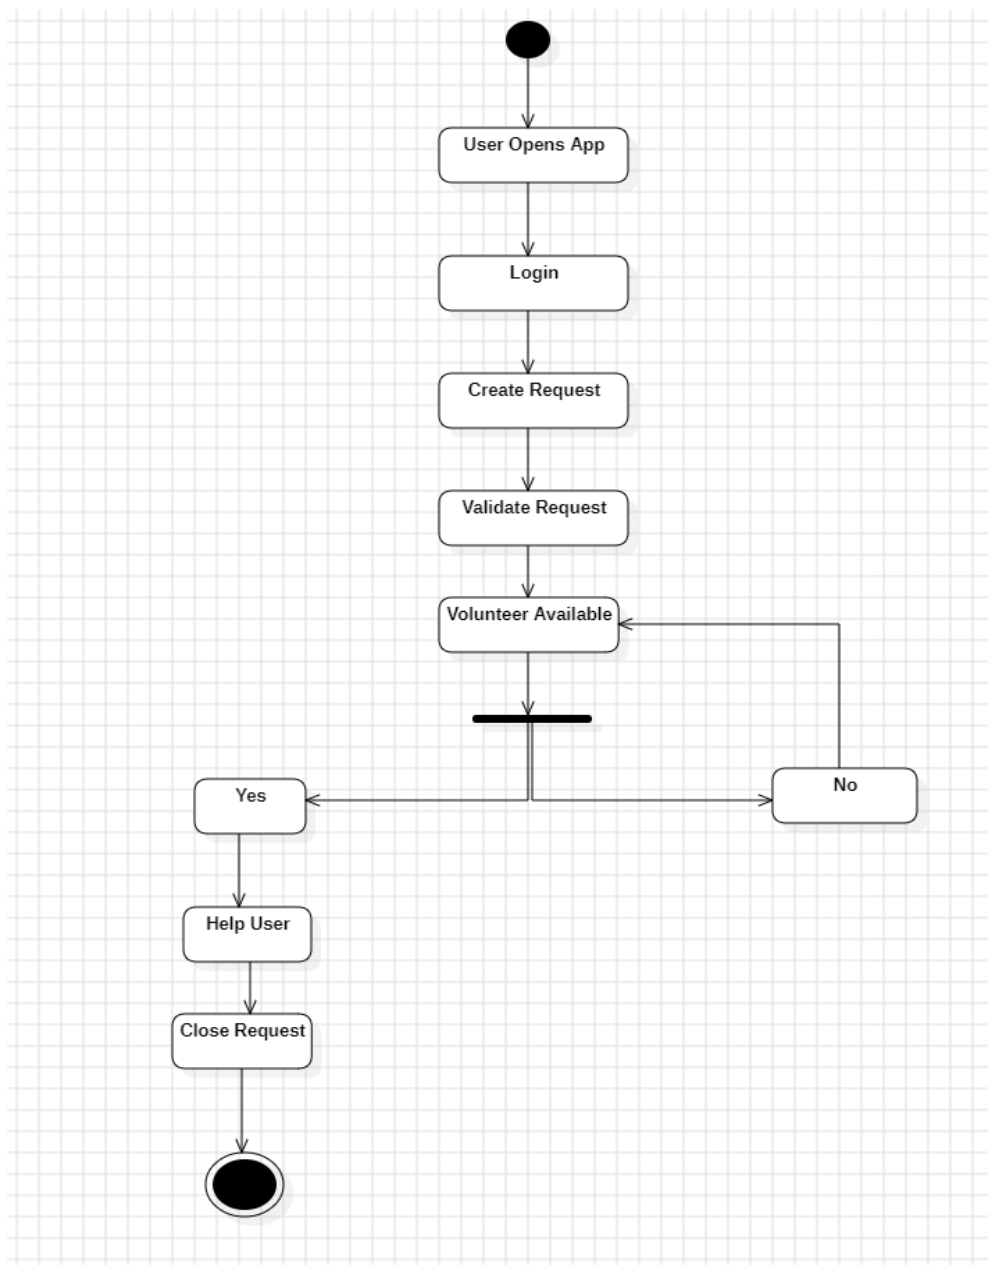 User Opens App
Login
Create Request
Validate Request
Volunteer Available
Yes
No
Help User
Close Request